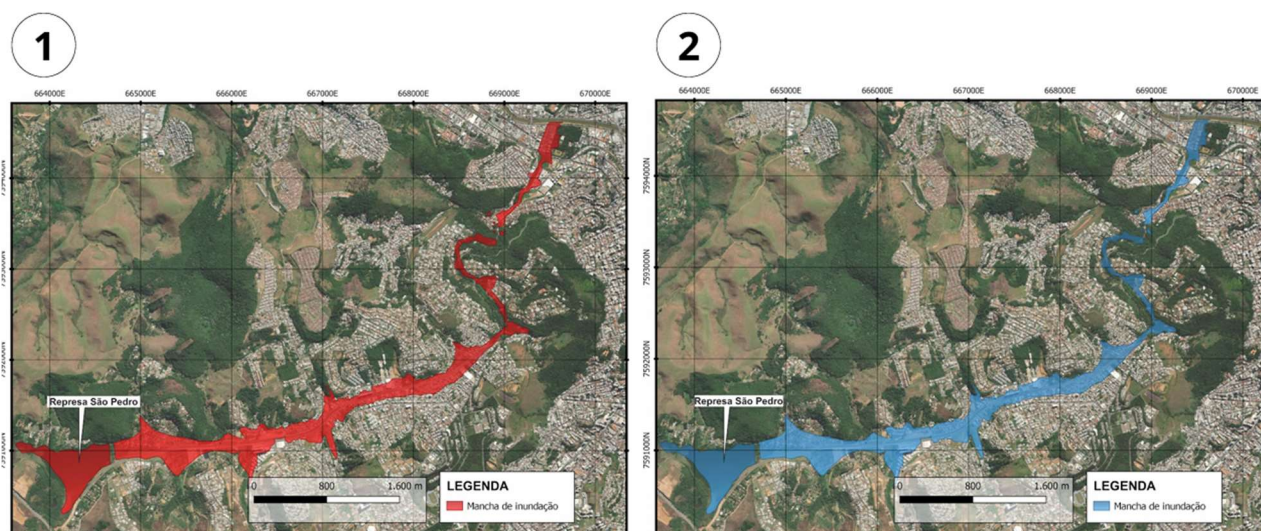 1
664000E 665000E 666000E 667000E 668000E 669000E 670000E
Represa São Pedro
0 800 1.600 m
LEGENDA
Mancha de inundação
2
664000E 665000E 666000E 667000E 668000E 669000E 670000E
7594000N
7593000N
7592000N
7591000N
Represa São Pedro
0 800 1.600 m
LEGENDA
Mancha de inundação